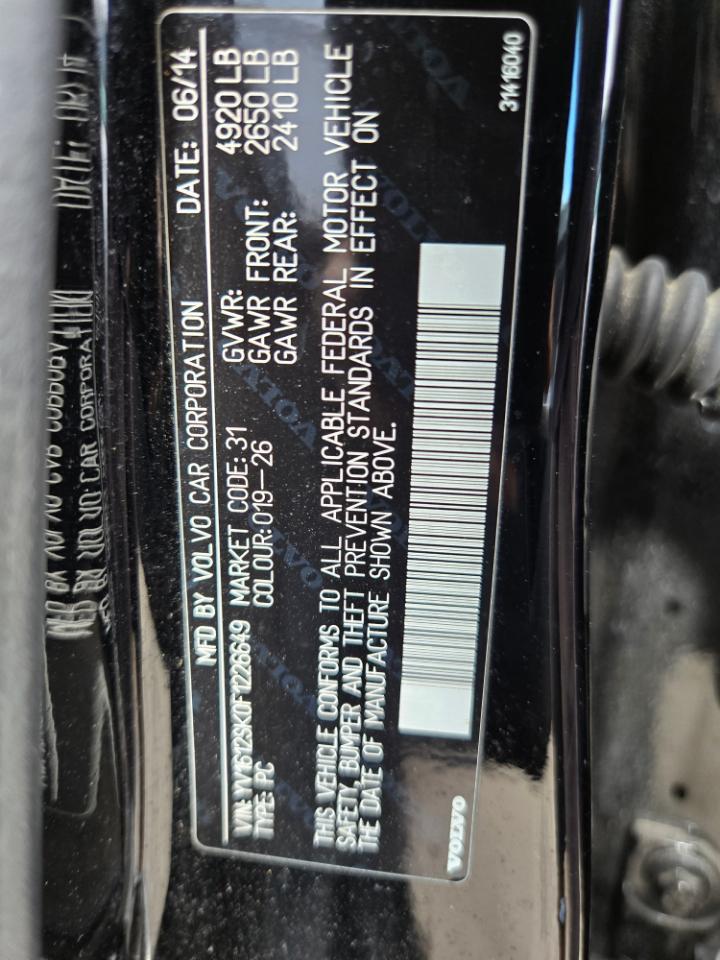 MFD BY VOLVO CAR CORPORATION DATE: 06/14
VIN: YV1612SK0F1226649 MARKET CODE: 31 GVWR: 4920 LB
TYPE: PC COLOUR: 019-26 GAWR FRONT: 2650 LB
GAWR REAR: 2410 LB
THIS VEHICLE CONFORMS TO ALL APPLICABLE FEDERAL MOTOR VEHICLE
SAFETY, BUMPER AND THEFT PREVENTION STANDARDS IN EFFECT ON
THE DATE OF MANUFACTURE SHOWN ABOVE.
VOLVO
31416040